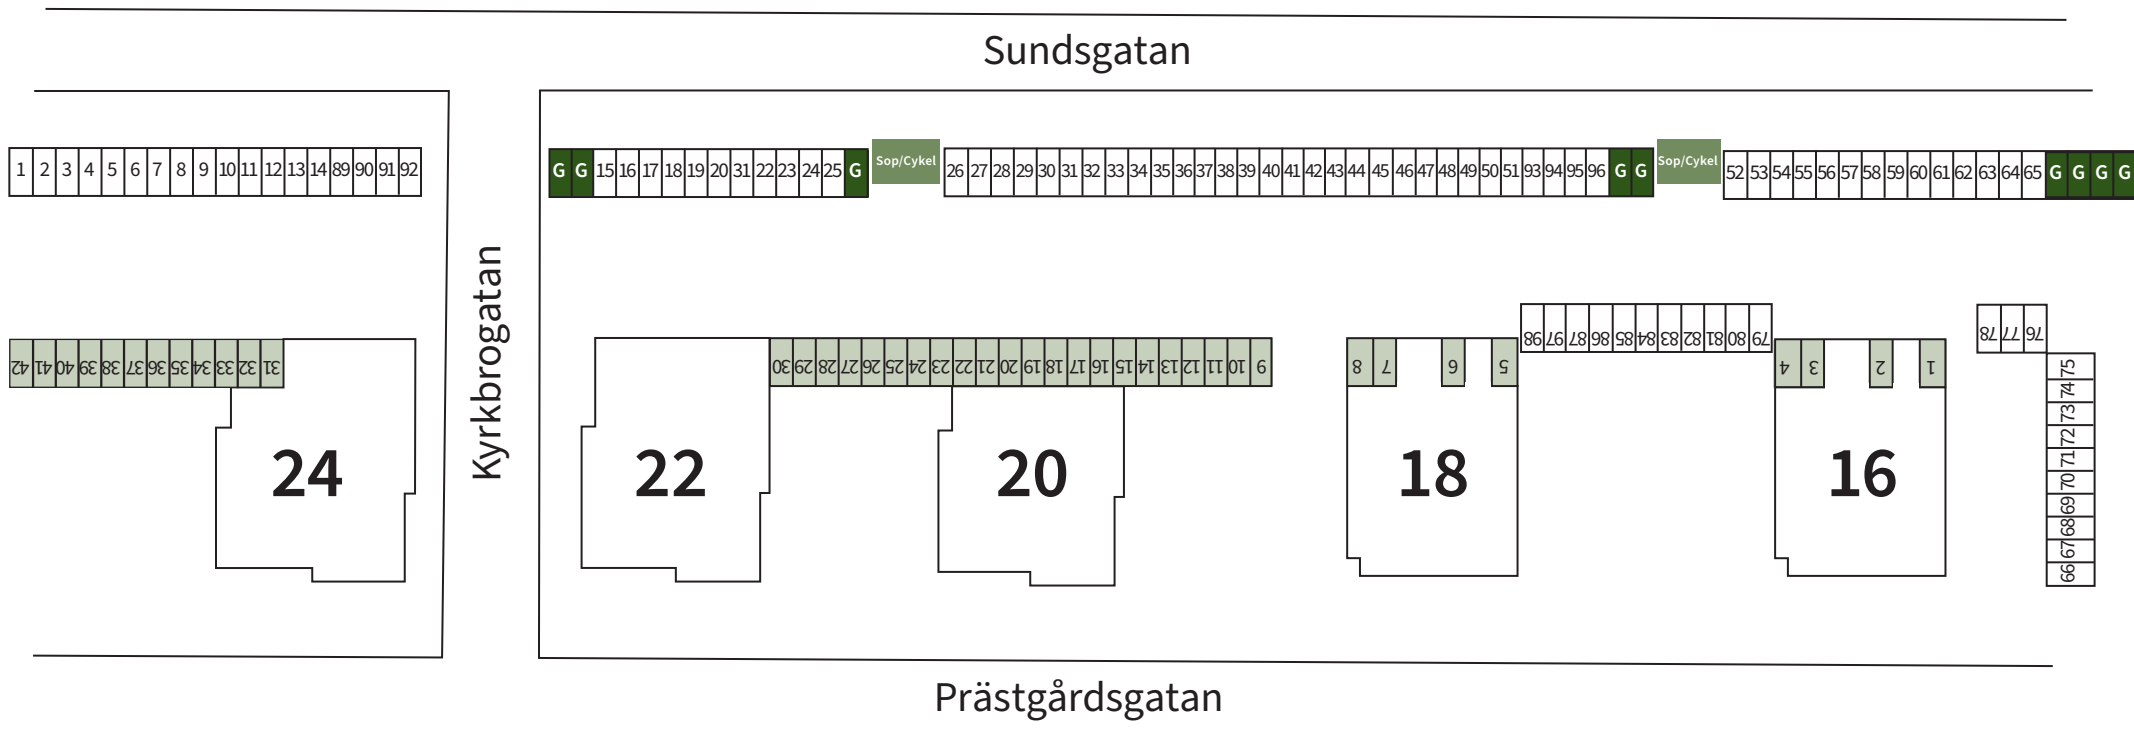 Sundsgatan
1 2 3 4 5 6 7 8 9 10 11 12 13 14 89 90 91 92
G G 15 16 17 18 19 20 31 22 23 24 25 G
Sop/Cykel
26 27 28 29 30 31 32 33 34 35 36 37 38 39 40 41 42 43 44 45 46 47 48 49 50 51 93 94 95 96 G G
Sop/Cykel
52 53 54 55 56 57 58 59 60 61 62 63 64 65 G G G G
Kyrkbrogatan
42 41 40 39 38 37 36 35 34 33 32 31
30 29 28 27 26 25 24 23 22 21 20 19 18 17 16 15 14 13 12 11 10 9
8 7 6 5
98 97 87 86 85 84 83 82 81 80 79
4 3 2 1
78 77 76
75
74
73
72
71
70
69
68
67
66
24
22
20
18
16
Prästgårdsgatan